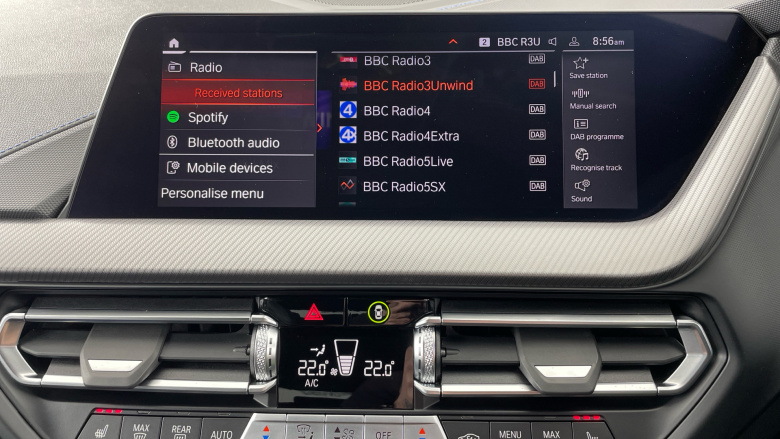 2 BBC R3U 8:56am
Radio
Received stations
Spotify
Bluetooth audio
Mobile devices
Personalise menu
BBC Radio3 DAB
BBC Radio3Unwind DAB
4 BBC Radio4 DAB
4X BBC Radio4Extra DAB
BBC Radio5Live DAB
BBC Radio5SX DAB
Save station
Manual search
DAB programme
Recognise track
Sound
22.0° 22.0°
A/C
MAX
REAR
AUTO
OFF
MENU
MAX